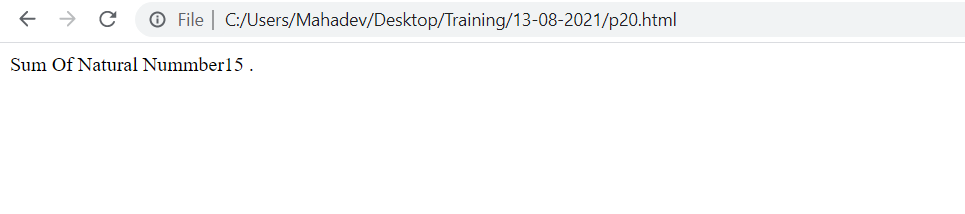 File | C:/Users/Mahadev/Desktop/Training/13-08-2021/p20.html
Sum Of Natural Nummber15 .